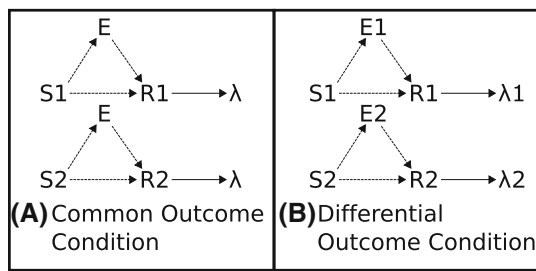 E
S1 R1 λ
E
S2 R2 λ
(A) Common Outcome
Condition
E1
S1 R1 λ1
E2
S2 R2 λ2
(B) Differential
Outcome Condition